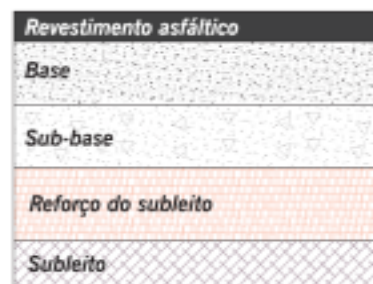 Revestimento asfáltico
Base
Sub-base
Reforço do subleito
Subleito